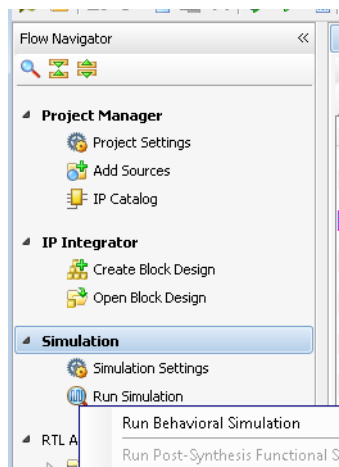 Flow Navigator
Project Manager
Project Settings
Add Sources
IP Catalog
IP Integrator
Create Block Design
Open Block Design
Simulation
Simulation Settings
Run Simulation
Run Behavioral Simulation
RTL A
Run Post-Synthesis Functional S